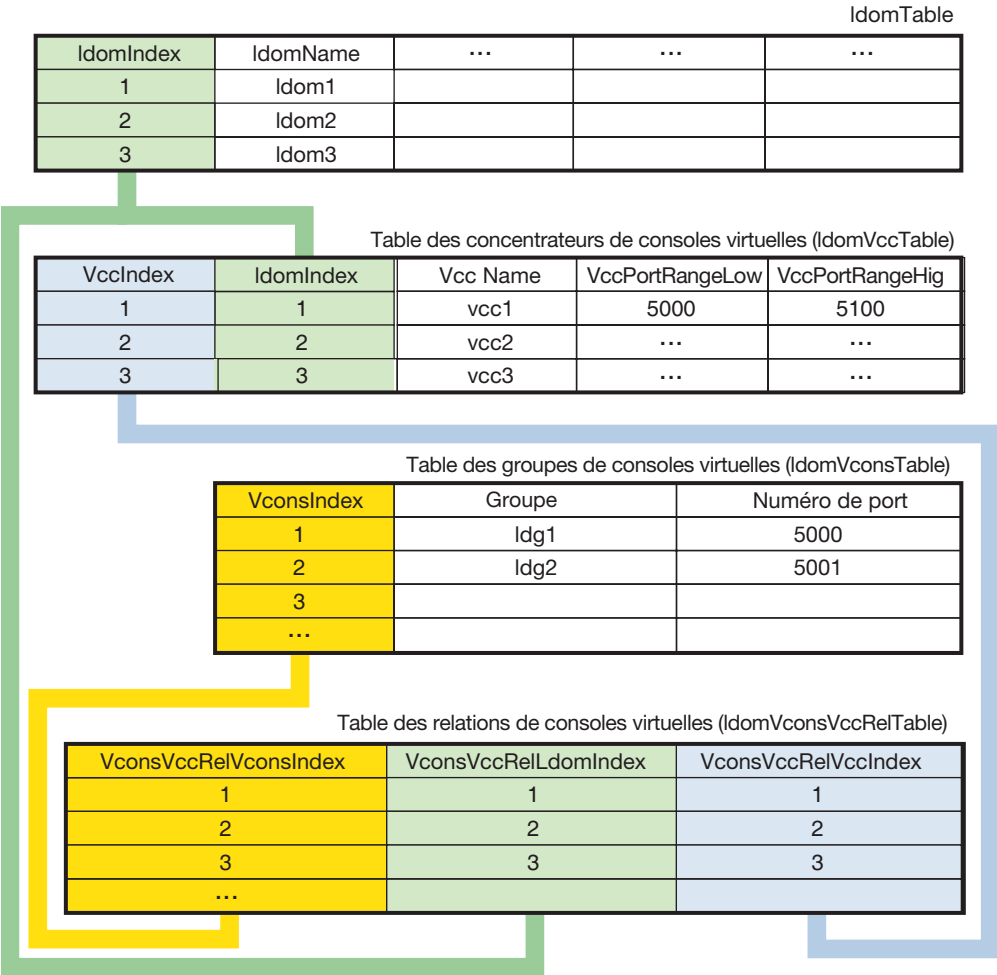 ldomTable
ldomIndex ldomName ... ... ...
1 ldom1
2 ldom2
3 ldom3
Table des concentrateurs de consoles virtuelles (ldomVccTable)
VccIndex ldomIndex Vcc Name VccPortRangeLow VccPortRangeHig
1 1 vcc1 5000 5100
2 2 vcc2 ... ...
3 3 vcc3 ... ...
Table des groupes de consoles virtuelles (ldomVconsTable)
VconsIndex Groupe Numéro de port
1 ldg1 5000
2 ldg2 5001
3
...
Table des relations de consoles virtuelles (ldomVconsVccRelTable)
VconsVccRelVconsIndex VconsVccRelLdomIndex VconsVccRelVccIndex
1 1 1
2 2 2
3 3 3
...